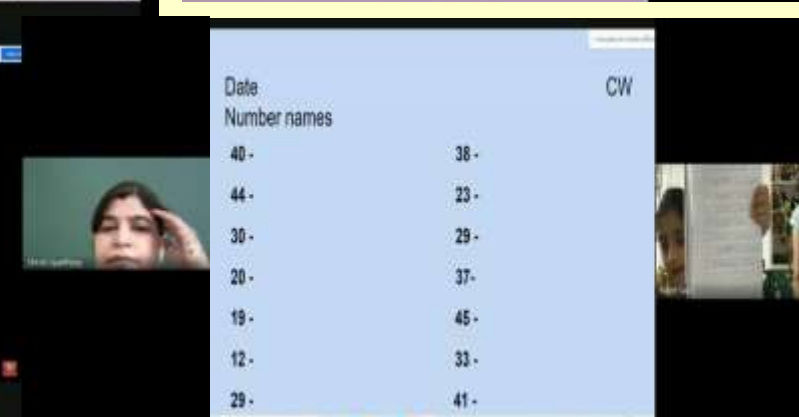 Date CW
Number names
40 - 38 -
44 - 23 -
30 - 29 -
20 - 37-
19 - 45 -
12 - 33 -
29 - 41 -